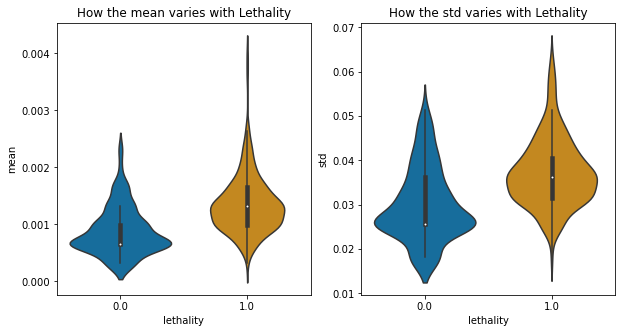 How the mean varies with Lethality
0.004
0.003
0.002
0.001
0.000
mean
0.0 1.0
lethality
How the std varies with Lethality
0.07
0.06
0.05
0.04
0.03
0.02
0.01
std
0.0 1.0
lethality